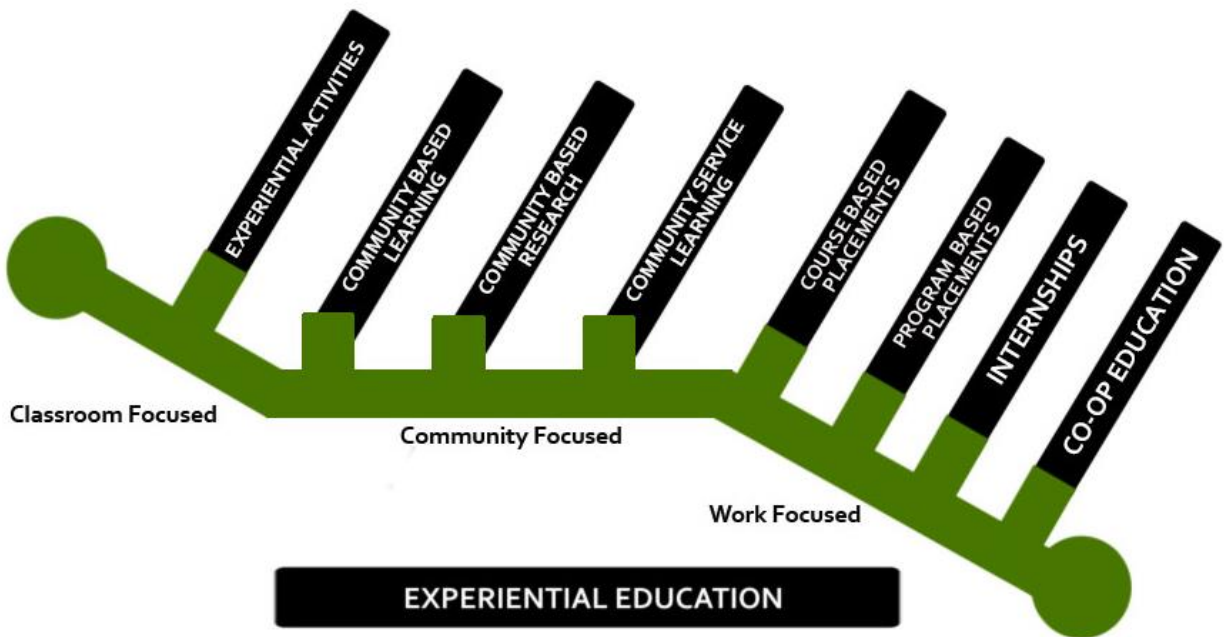 EXPERIENTIAL ACTIVITIES
COMMUNITY BASED
LEARNING
COMMUNITY BASED
RESEARCH
COMMUNITY SERVICE
LEARNING
COURSE BASED
PLACEMENTS
PROGRAM BASED
PLACEMENTS
INTERNSHIPS
CO-OP EDUCATION
Classroom Focused
Community Focused
Work Focused
EXPERIENTIAL EDUCATION